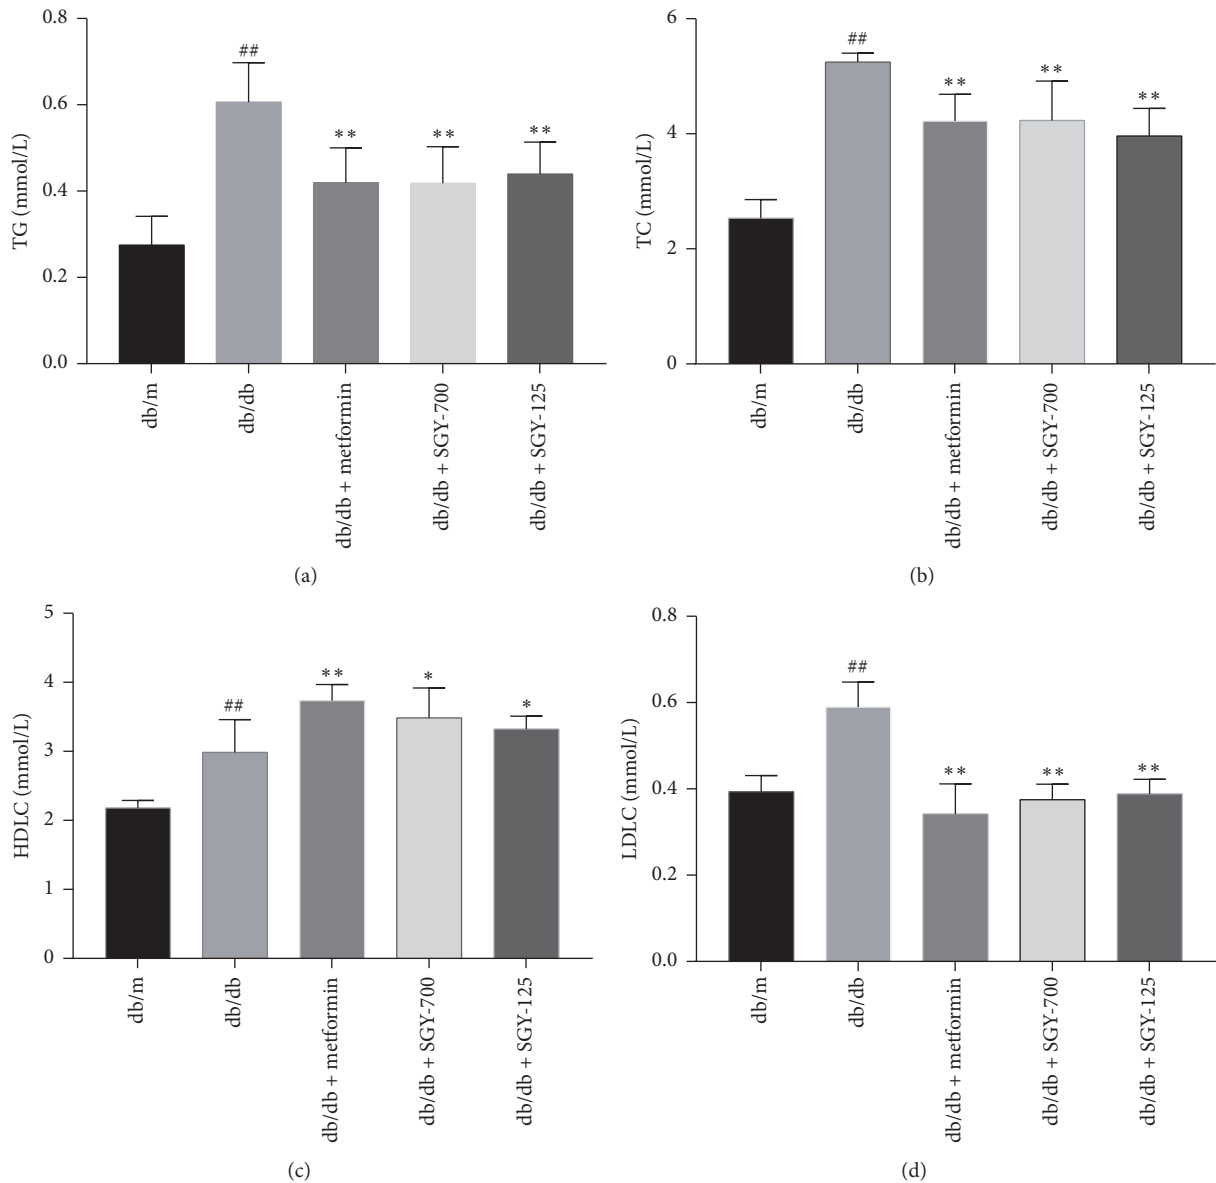 TG (mmol/L)
0.8
0.6
0.4
0.2
0.0
##
**
**
**
db/m
db/db
db/db + metformin
db/db + SGY-700
db/db + SGY-125
(a)
TC (mmol/L)
6
4
2
0
##
**
**
**
db/m
db/db
db/db + metformin
db/db + SGY-700
db/db + SGY-125
(b)
HDLC (mmol/L)
5
4
3
2
1
0
##
**
*
*
db/m
db/db
db/db + metformin
db/db + SGY-700
db/db + SGY-125
(c)
LDLC (mmol/L)
0.8
0.6
0.4
0.2
0.0
##
**
**
**
db/m
db/db
db/db + metformin
db/db + SGY-700
db/db + SGY-125
(d)